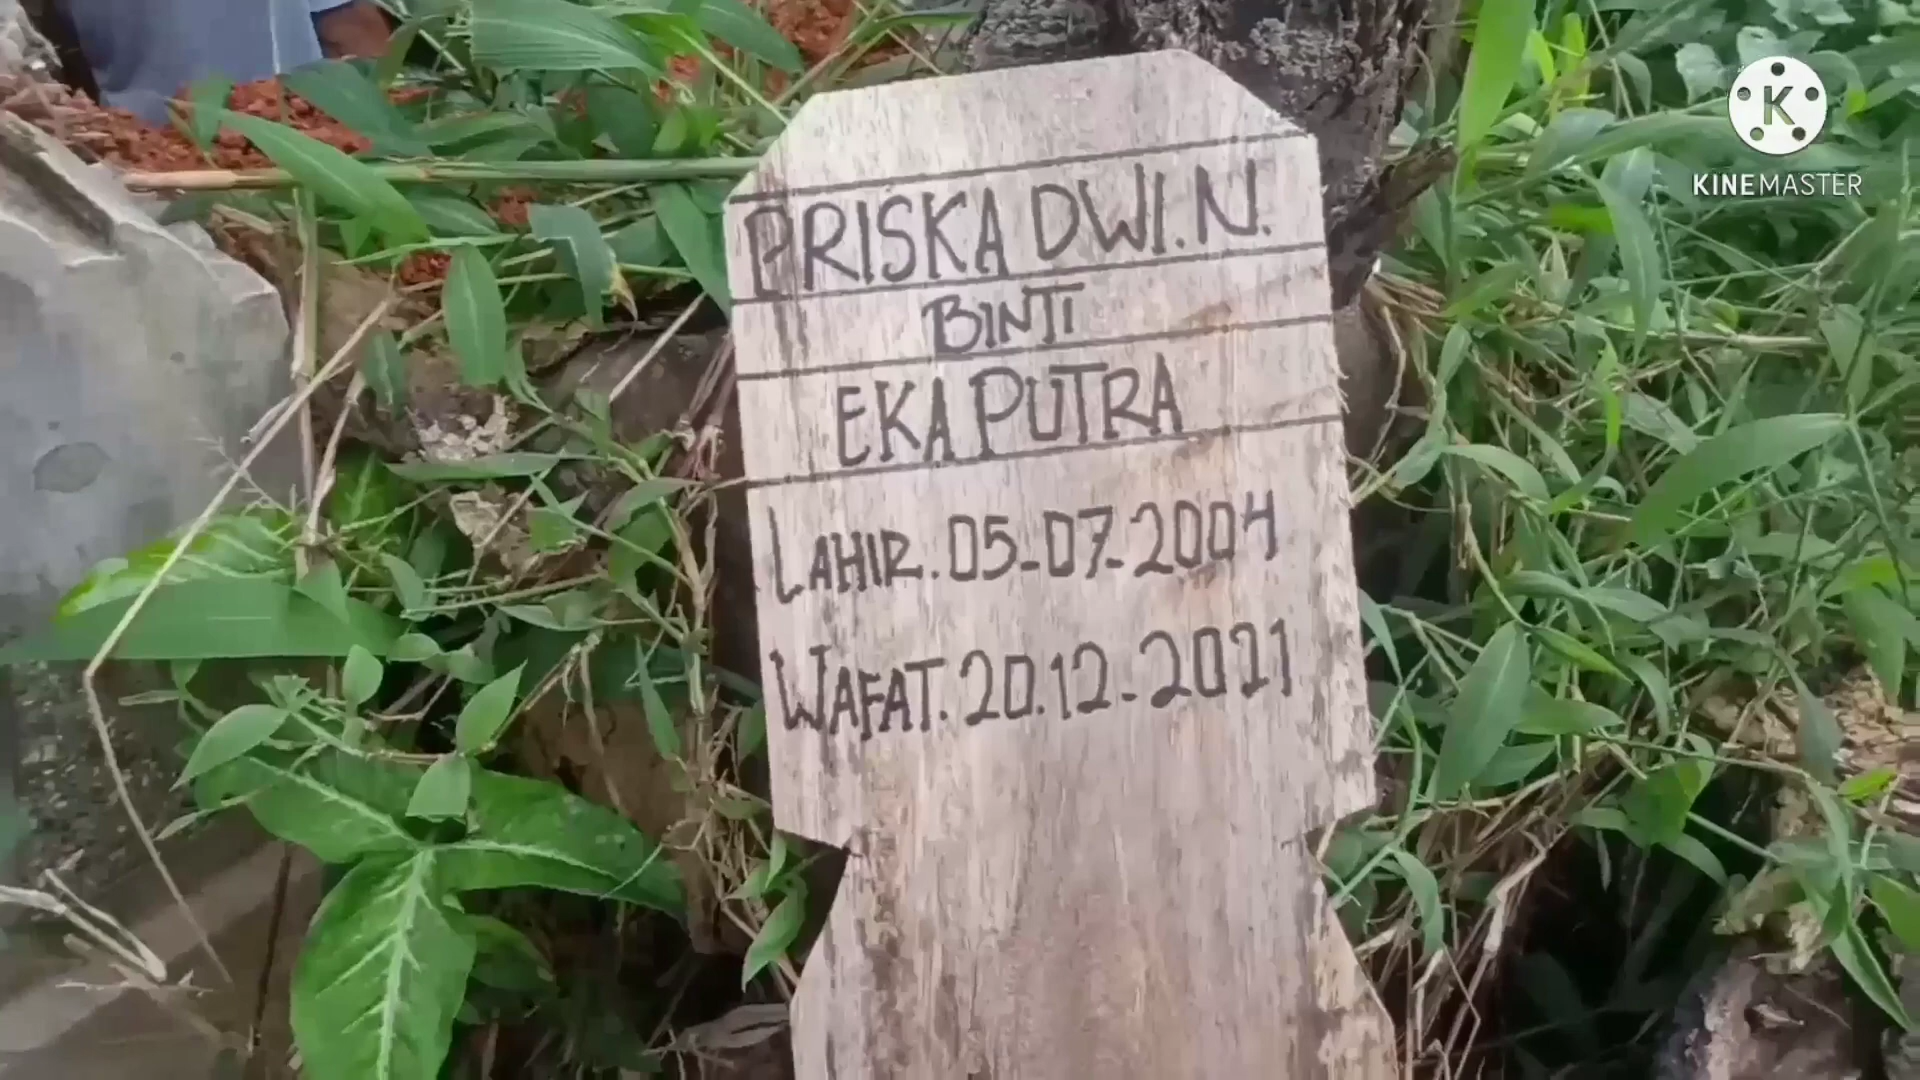 KINEMASTER
PRISKA DWI.N.
BINTI
EKA PUTRA
LAHIR. 05-07-2004
WAFAT. 20.12-2021